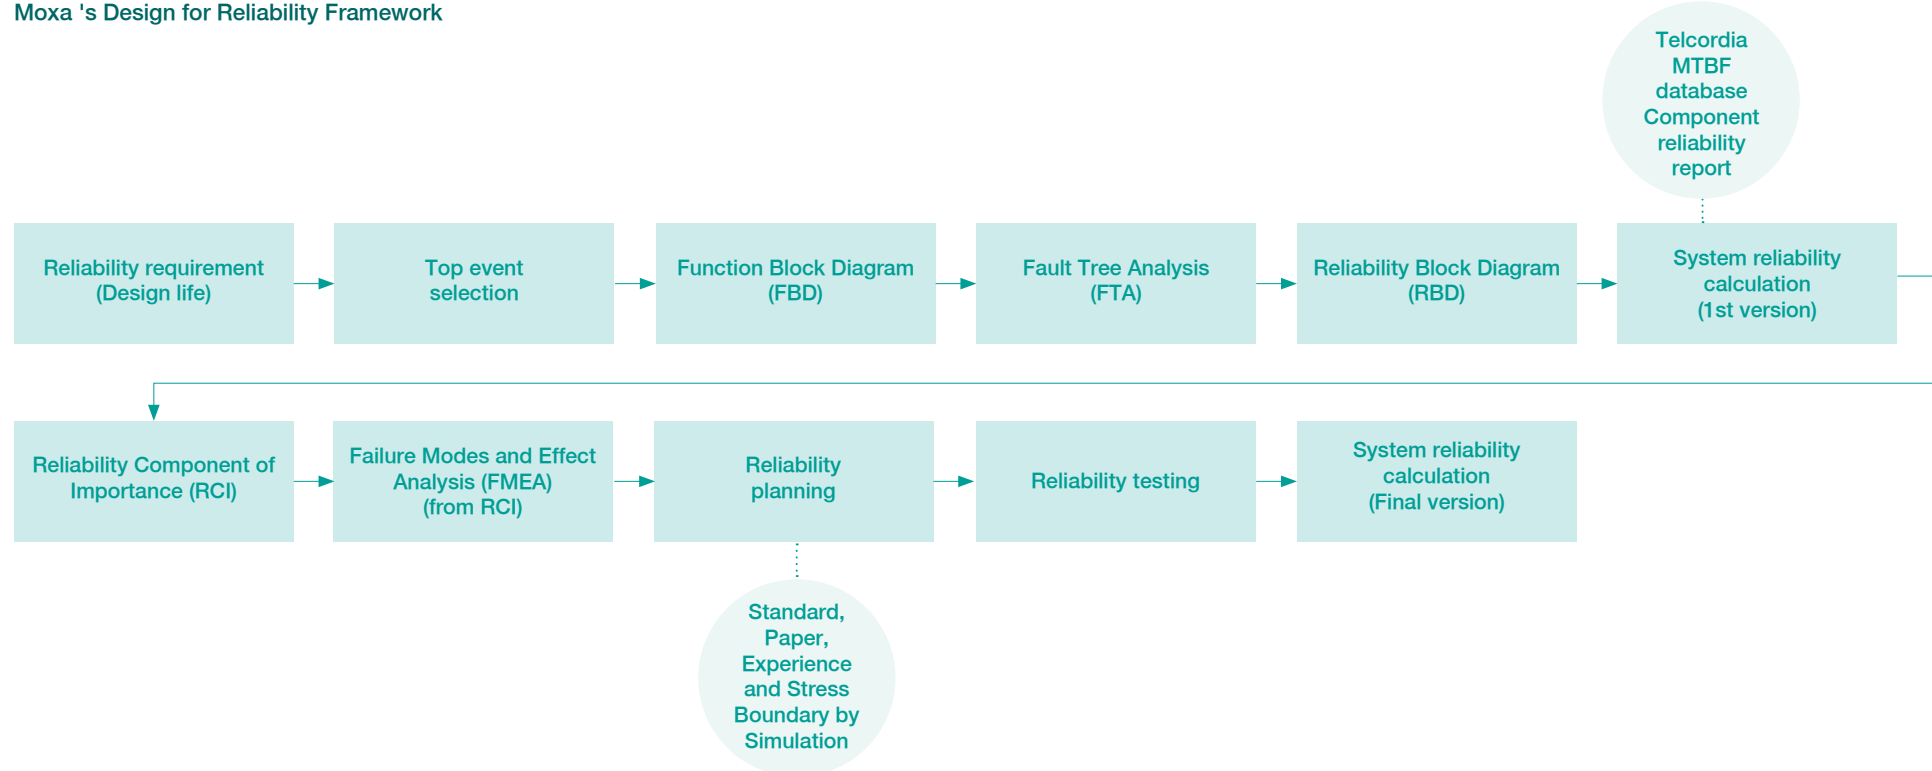 Moxa 's Design for Reliability Framework
Telcordia
MTBF
database
Component
reliability
report
Reliability requirement
(Design life)
Top event
selection
Function Block Diagram
(FBD)
Fault Tree Analysis
(FTA)
Reliability Block Diagram
(RBD)
System reliability
calculation
(1st version)
Reliability Component of
Importance (RCI)
Failure Modes and Effect
Analysis (FMEA)
(from RCI)
Reliability
planning
Reliability testing
System reliability
calculation
(Final version)
Standard,
Paper,
Experience
and Stress
Boundary by
Simulation